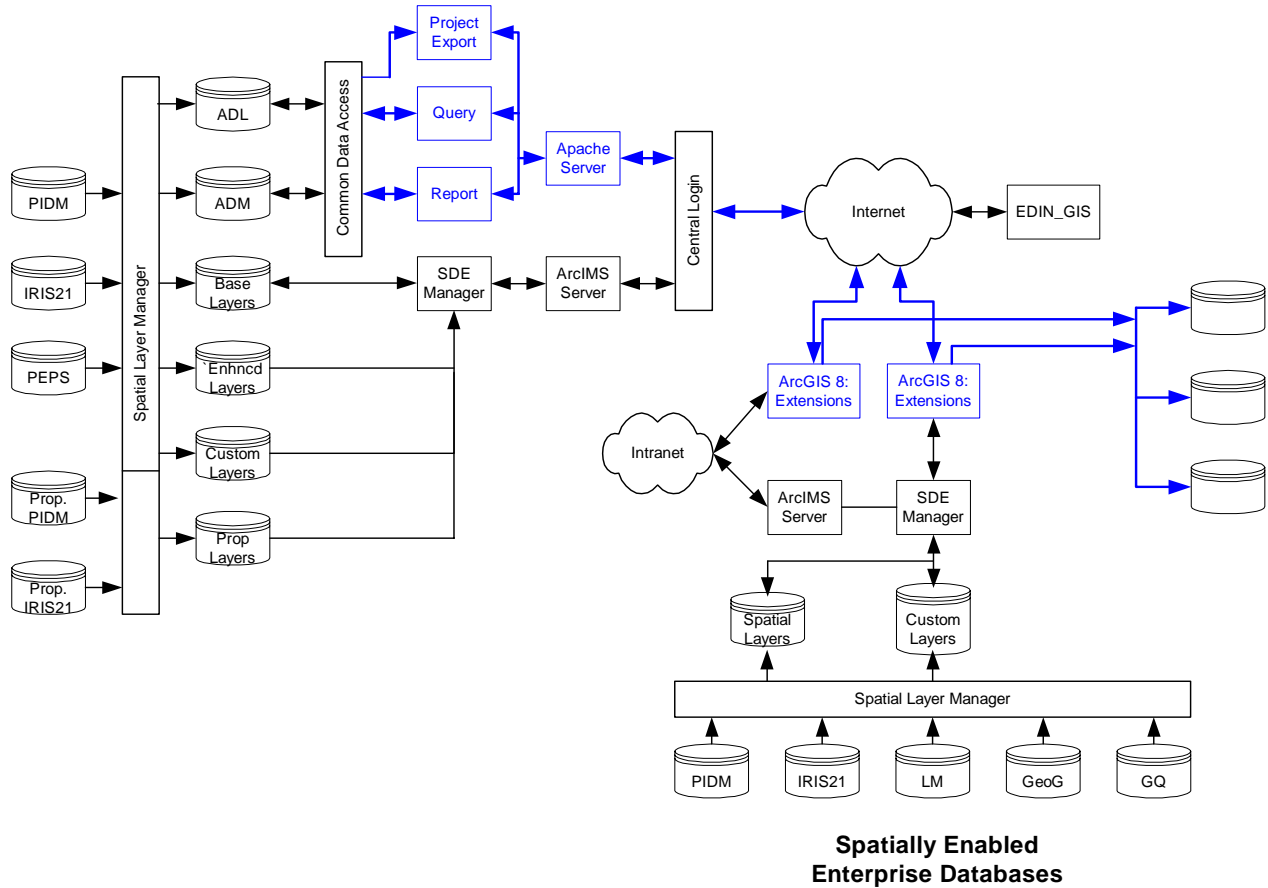 Project
Export
ADL
Common Data Access
Query
Apache
Server
PIDM
ADM
Report
Central Login
Internet
EDIN_GIS
Spatial Layer Manager
IRIS21
Base
Layers
SDE
Manager
ArcIMS
Server
PEPS
`Enhncd
Layers
ArcGIS 8:
Extensions
ArcGIS 8:
Extensions
Custom
Layers
Intranet
Prop.
PIDM
ArcIMS
Server
SDE
Manager
Prop
Layers
Prop.
IRIS21
Spatial
Layers
Custom
Layers
Spatial Layer Manager
PIDM
IRIS21
LM
GeoG
GQ
Spatially Enabled
Enterprise Databases